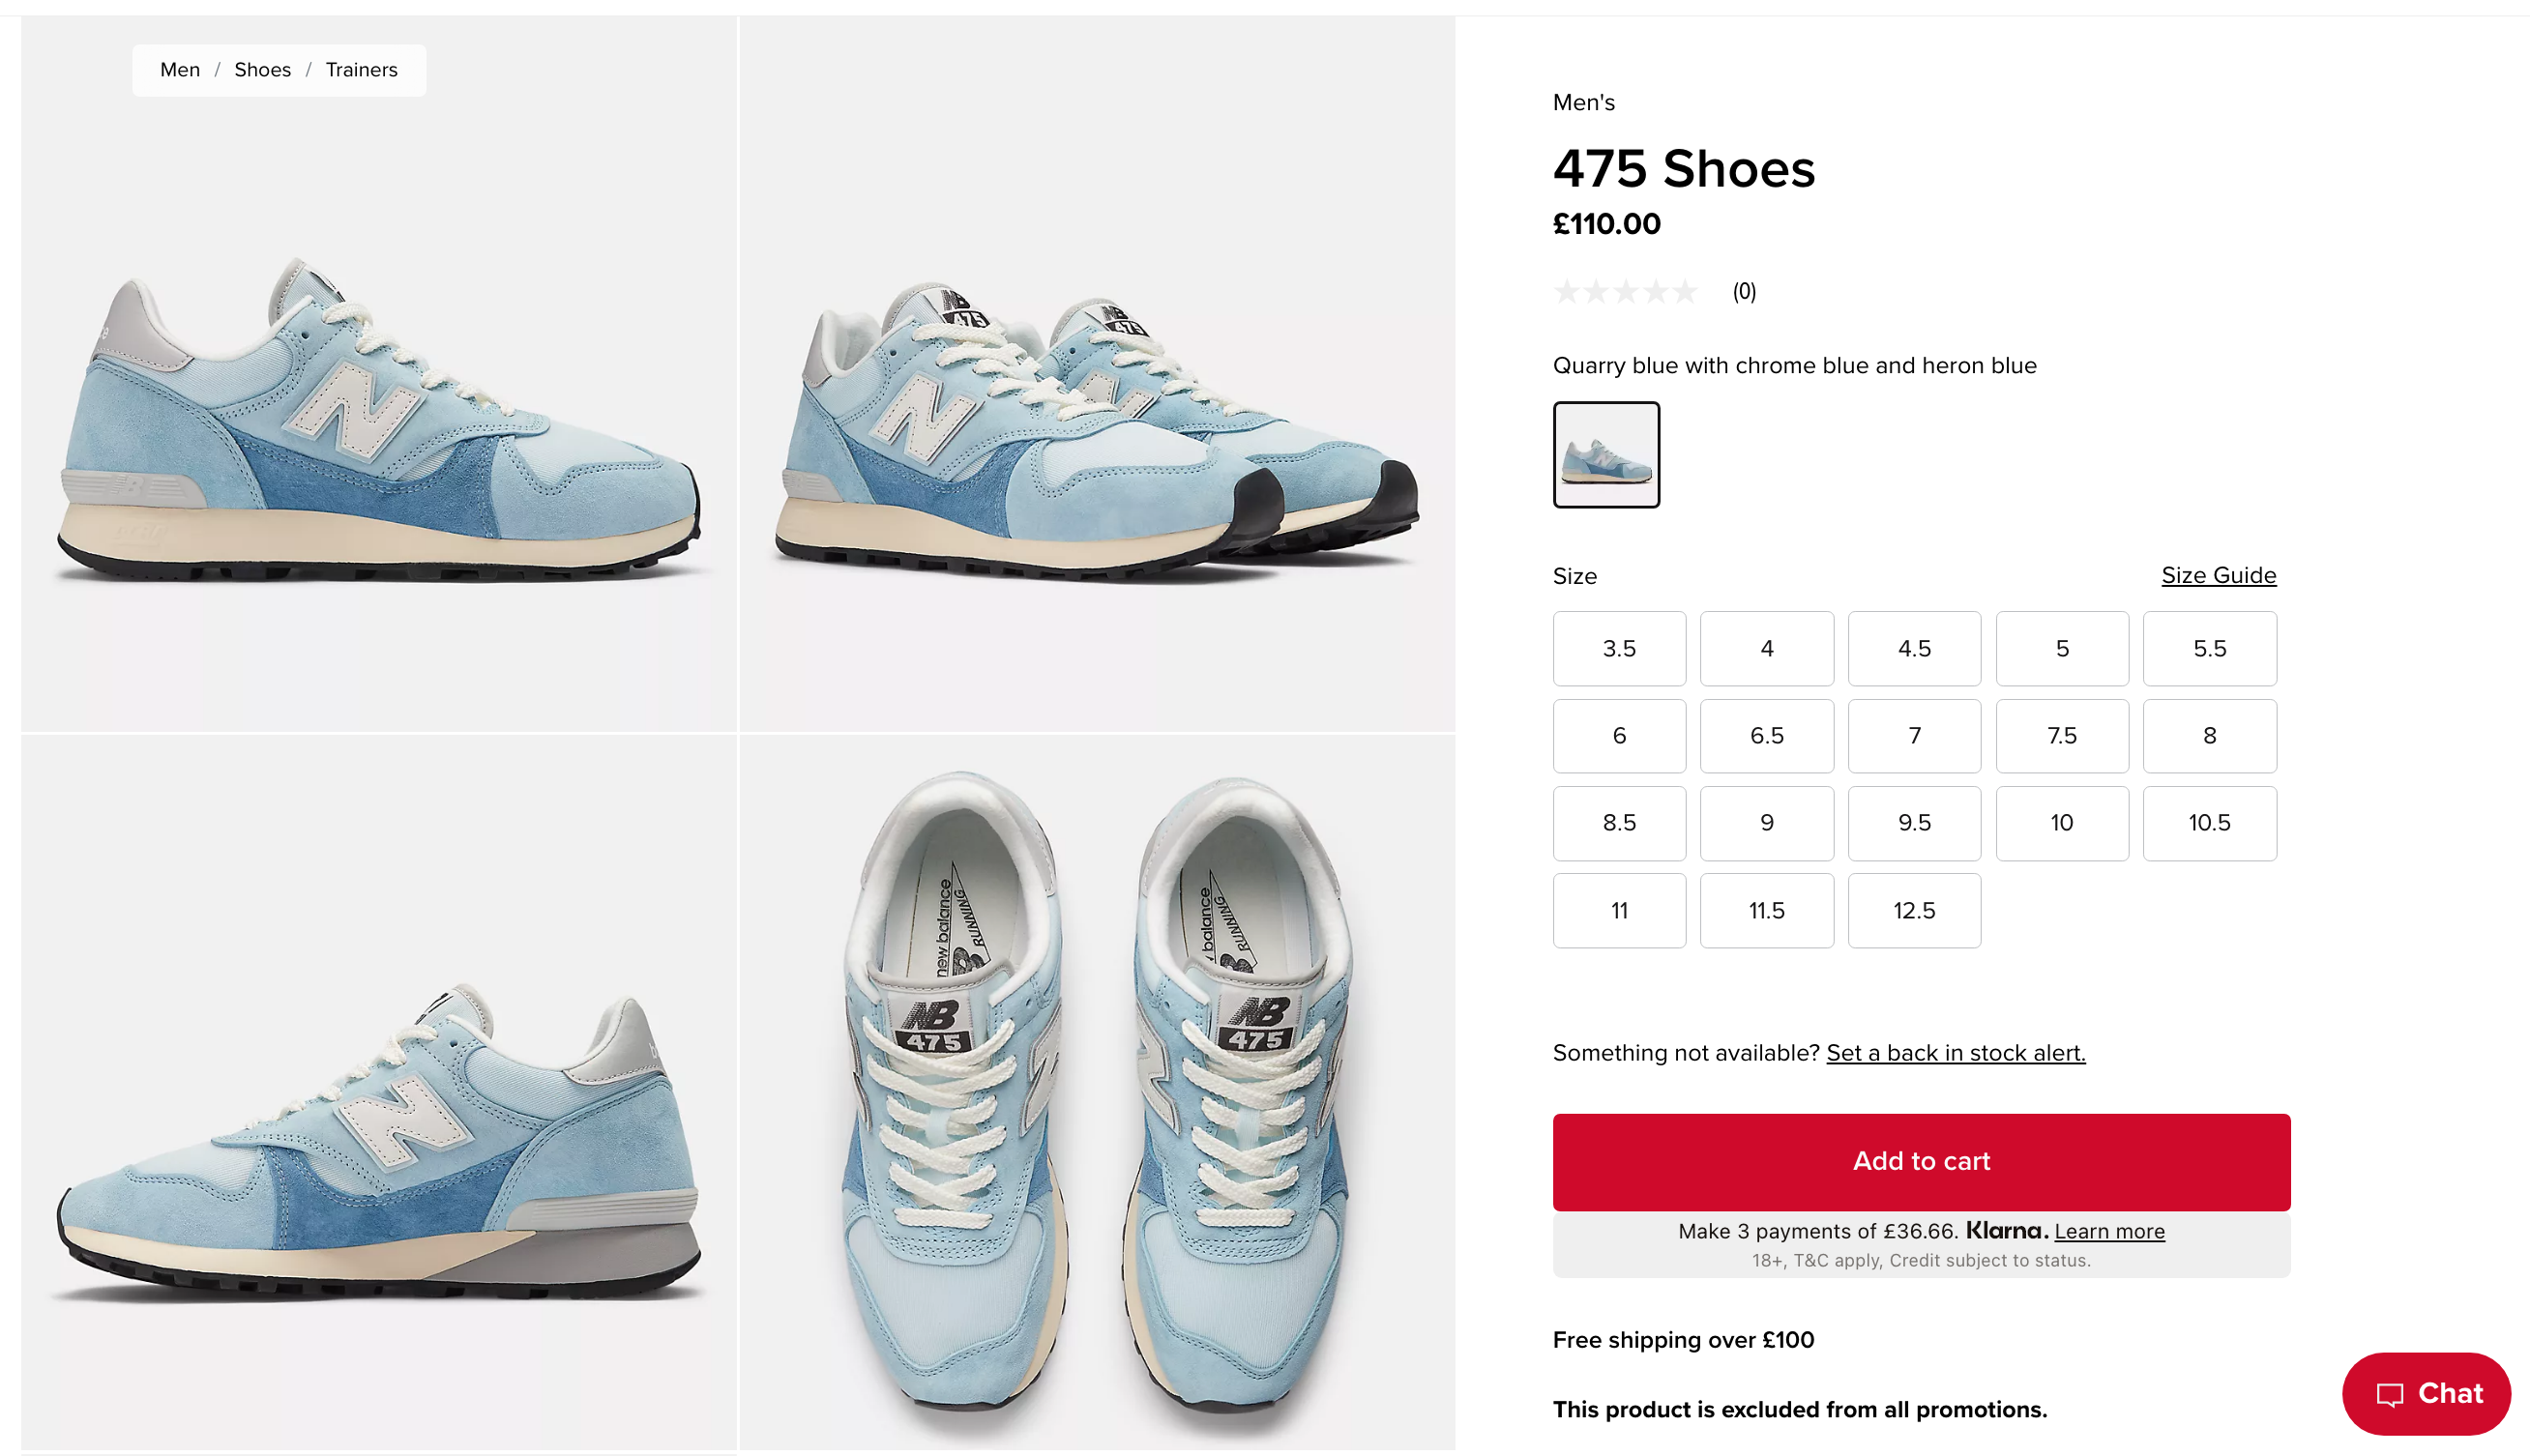 Men / Shoes / Trainers
NB
475
NB
475
new balance
RUNNING
NB
balance
RUNNING
NB
475
NB
475
Men's
475 Shoes
£110.00
(0)
Quarry blue with chrome blue and heron blue
Size Size Guide
3.5 4 4.5 5 5.5
6 6.5 7 7.5 8
8.5 9 9.5 10 10.5
11 11.5 12.5
Something not available? Set a back in stock alert.
Add to cart
Make 3 payments of £36.66. Klarna. Learn more
18+, T&C apply, Credit subject to status.
Free shipping over £100
This product is excluded from all promotions.
Chat